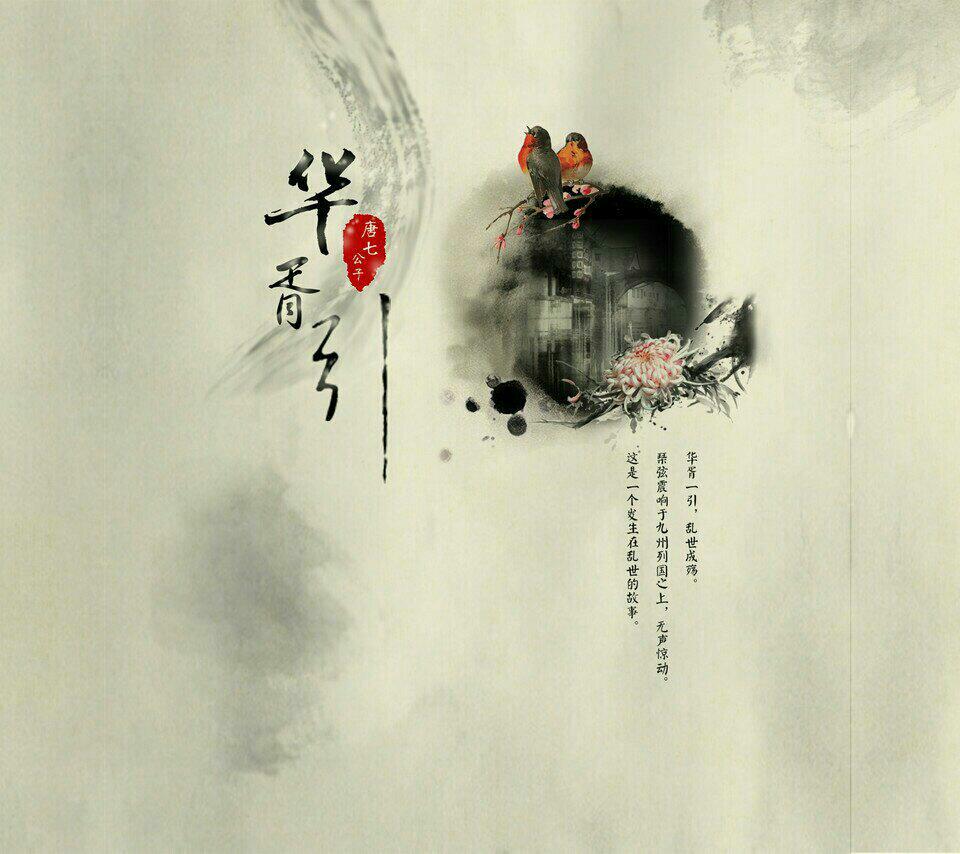 华胥引
唐七
公子
华胥一引，乱世成殇。
琴弦震响于九州列国之上，无声惊动。
这是一个发生在乱世的故事。